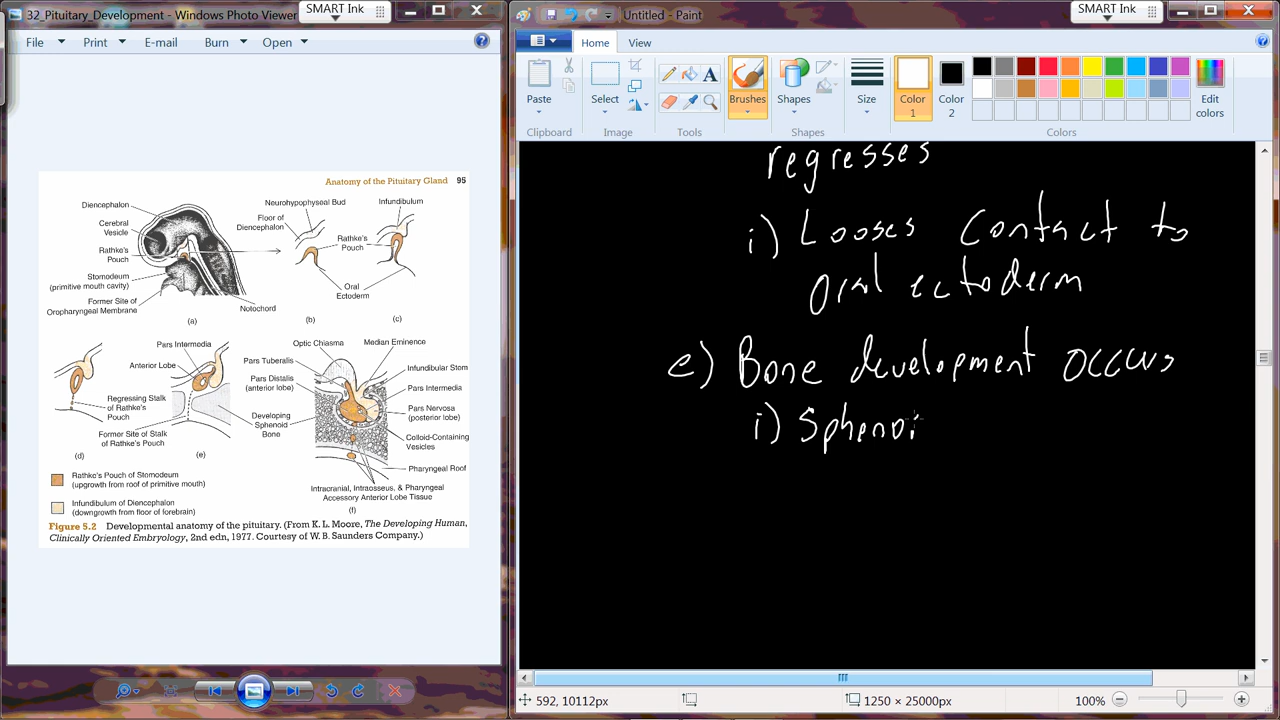 32_Pituitary_Development - Windows Photo Viewer
SMART Ink
File Print E-mail Burn Open
Anatomy of the Pituitary Gland 95
Diencephalon
Cerebral
Vesicle
Rathke's
Pouch
Stomodeum
(primitive mouth cavity)
Former Site of
Oropharyngeal Membrane
Notochord
(a)
Neurohypophyseal Bud
Floor of
Diencephalon
Infundibulum
Rathke's
Pouch
Oral
Ectoderm
(b)
(c)
Pars Intermedia
Anterior Lobe
Regressing Stalk
of Rathke's
Pouch
Former Site of Stalk
of Rathke's Pouch
(d)
(e)
Optic Chiasma
Median Eminence
Pars Tuberalis
Pars Distalis
(anterior lobe)
Developing
Sphenoid
Bone
Infundibular Stem
Pars Intermedia
Pars Nervosa
(posterior lobe)
Colloid-Containing
Vesicles
Pharyngeal Roof
Intracranial, Intraosseus, & Pharyngeal
Accessory Anterior Lobe Tissue
(f)
Rathke's Pouch of Stomodeum
(upgrowth from roof of primitive mouth)
Infundibulum of Diencephalon
(downgrowth from floor of forebrain)
Figure 5.2 Developmental anatomy of the pituitary. (From K. L. Moore, The Developing Human,
Clinically Oriented Embryology, 2nd edn, 1977. Courtesy of W. B. Saunders Company.)
Untitled - Paint
SMART Ink
Home View
Paste
Select
Brushes
Shapes
Size
Color
1
Color
2
Edit
colors
Clipboard Image Tools Shapes Colors
regresses
i) Looses contact to
oral ectoderm
e) Bone development occurs
i) Sphenoi
592, 10112px
1250 × 25000px
100%